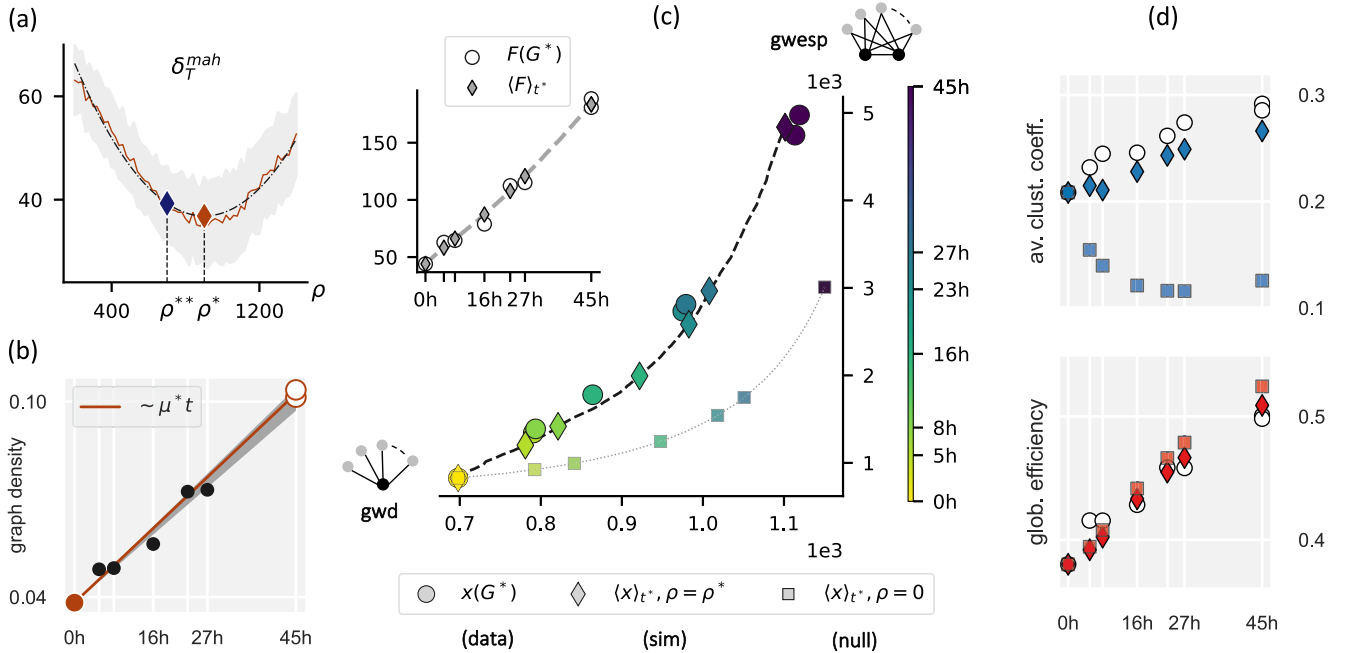 (a)
δ_T^{mah}
60
40
400
ρ** ρ*
1200
ρ
(b)
~ μ* t
0.10
0.04
graph density
0h
16h
27h
45h
F(G*)
⟨F⟩_{t*}
150
100
50
0h
16h
27h
45h
(c)
gwesp
1e3
5
4
3
2
1
gwd
0.7
0.8
0.9
1.0
1.1
1e3
45h
27h
23h
16h
8h
5h
0h
x(G*)
⟨x⟩_{t*}, ρ = ρ*
⟨x⟩_{t*}, ρ = 0
(data)
(sim)
(null)
(d)
av. clust. coeff.
0.3
0.2
0.1
glob. efficiency
0.5
0.4
0h
16h
27h
45h